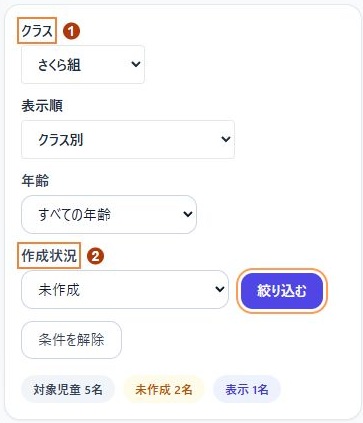 クラス 1
さくら組
表示順
クラス別
年齢
すべての年齢
作成状況 2
未作成 絞り込む
条件を解除
対象児童 5名 未作成 2名 表示 1名